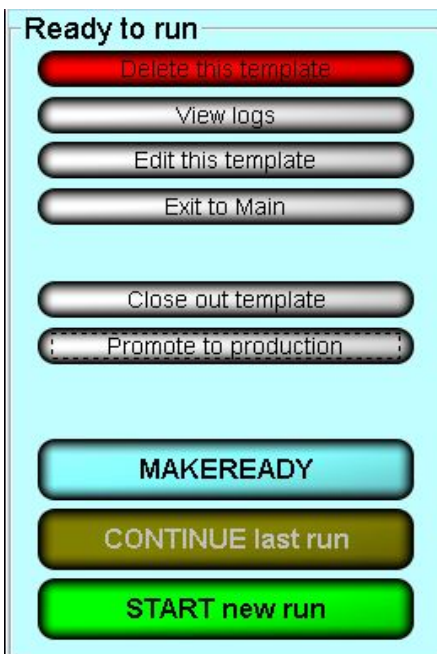 Ready to run
Delete this template
View logs
Edit this template
Exit to Main
Close out template
Promote to production
MAKEREADY
CONTINUE last run
START new run